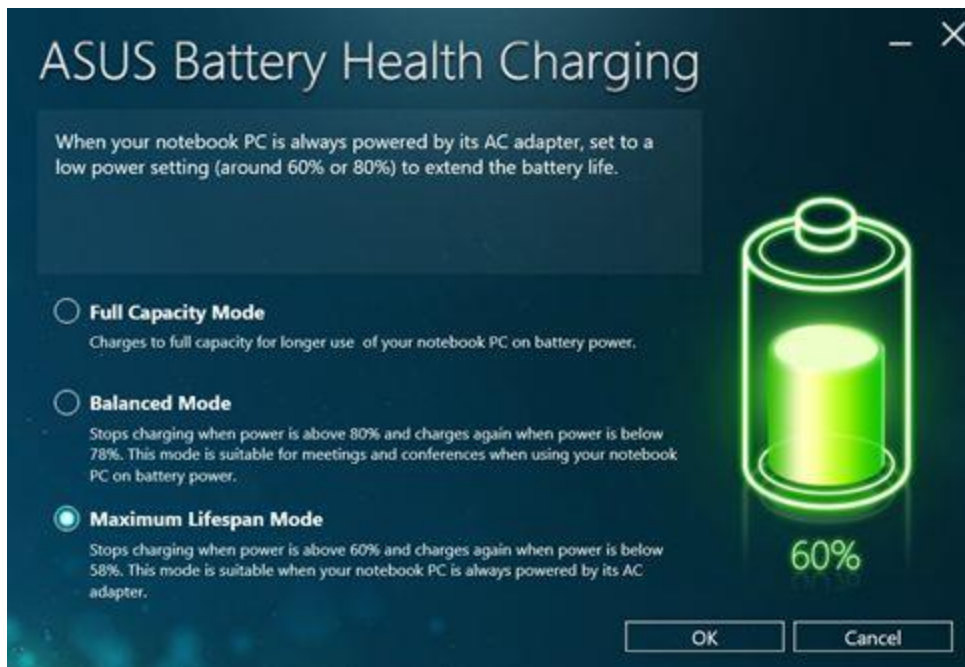 ASUS Battery Health Charging
When your notebook PC is always powered by its AC adapter, set to a
low power setting (around 60% or 80%) to extend the battery life.
Full Capacity Mode
Charges to full capacity for longer use of your notebook PC on battery power.
Balanced Mode
Stops charging when power is above 80% and charges again when power is below
78%. This mode is suitable for meetings and conferences when using your notebook
PC on battery power.
Maximum Lifespan Mode
Stops charging when power is above 60% and charges again when power is below
58%. This mode is suitable when your notebook PC is always powered by its AC
adapter.
60%
OK
Cancel